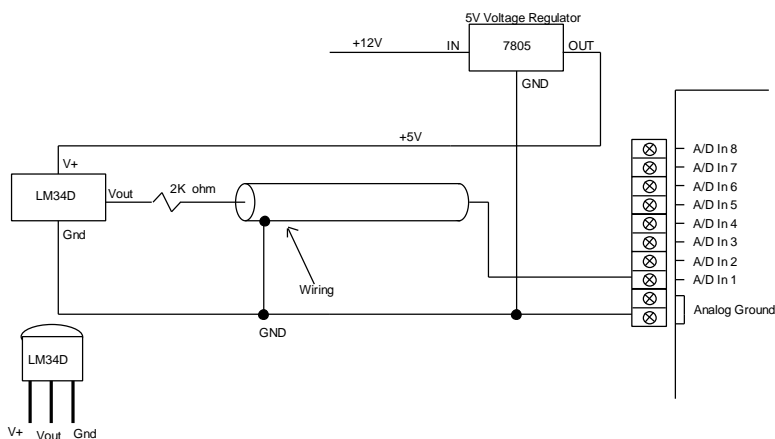 5V Voltage Regulator
+12V
IN
7805
OUT
GND
+5V
V+
LM34D
Vout
2K ohm
Gnd
Wiring
GND
A/D In 8
A/D In 7
A/D In 6
A/D In 5
A/D In 4
A/D In 3
A/D In 2
A/D In 1
Analog Ground
LM34D
V+
Vout
Gnd